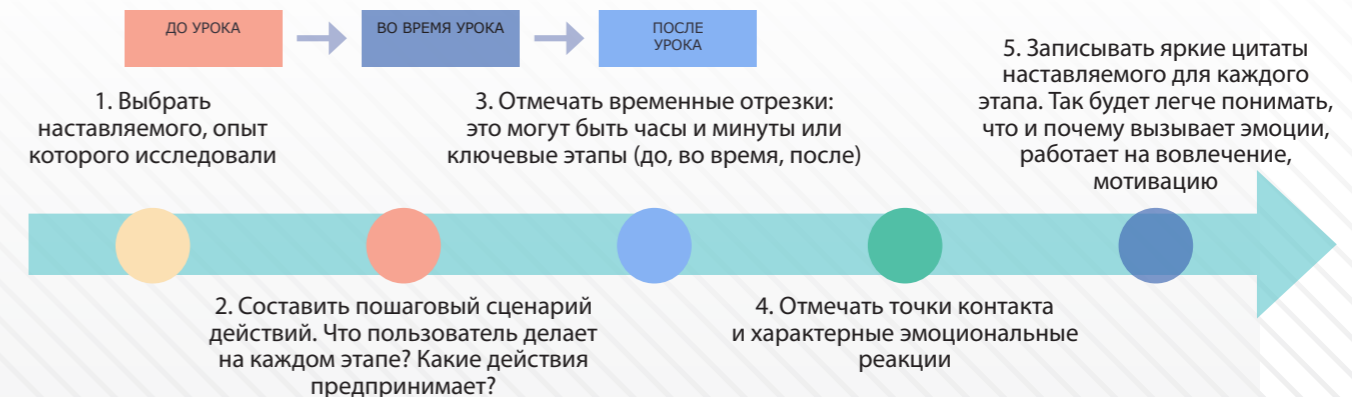 ДО УРОКА
ВО ВРЕМЯ УРОКА
ПОСЛЕ
УРОКА
1. Выбрать
наставляемого, опыт
которого исследовали
2. Составить пошаговый сценарий
действий. Что пользователь делает
на каждом этапе? Какие действия
предпринимает?
3. Отмечать временные отрезки:
это могут быть часы и минуты или
ключевые этапы (до, во время, после)
4. Отмечать точки контакта
и характерные эмоциональные
реакции
5. Записывать яркие цитаты
наставляемого для каждого
этапа. Так будет легче понимать,
что и почему вызывает эмоции,
работает на вовлечение,
мотивацию